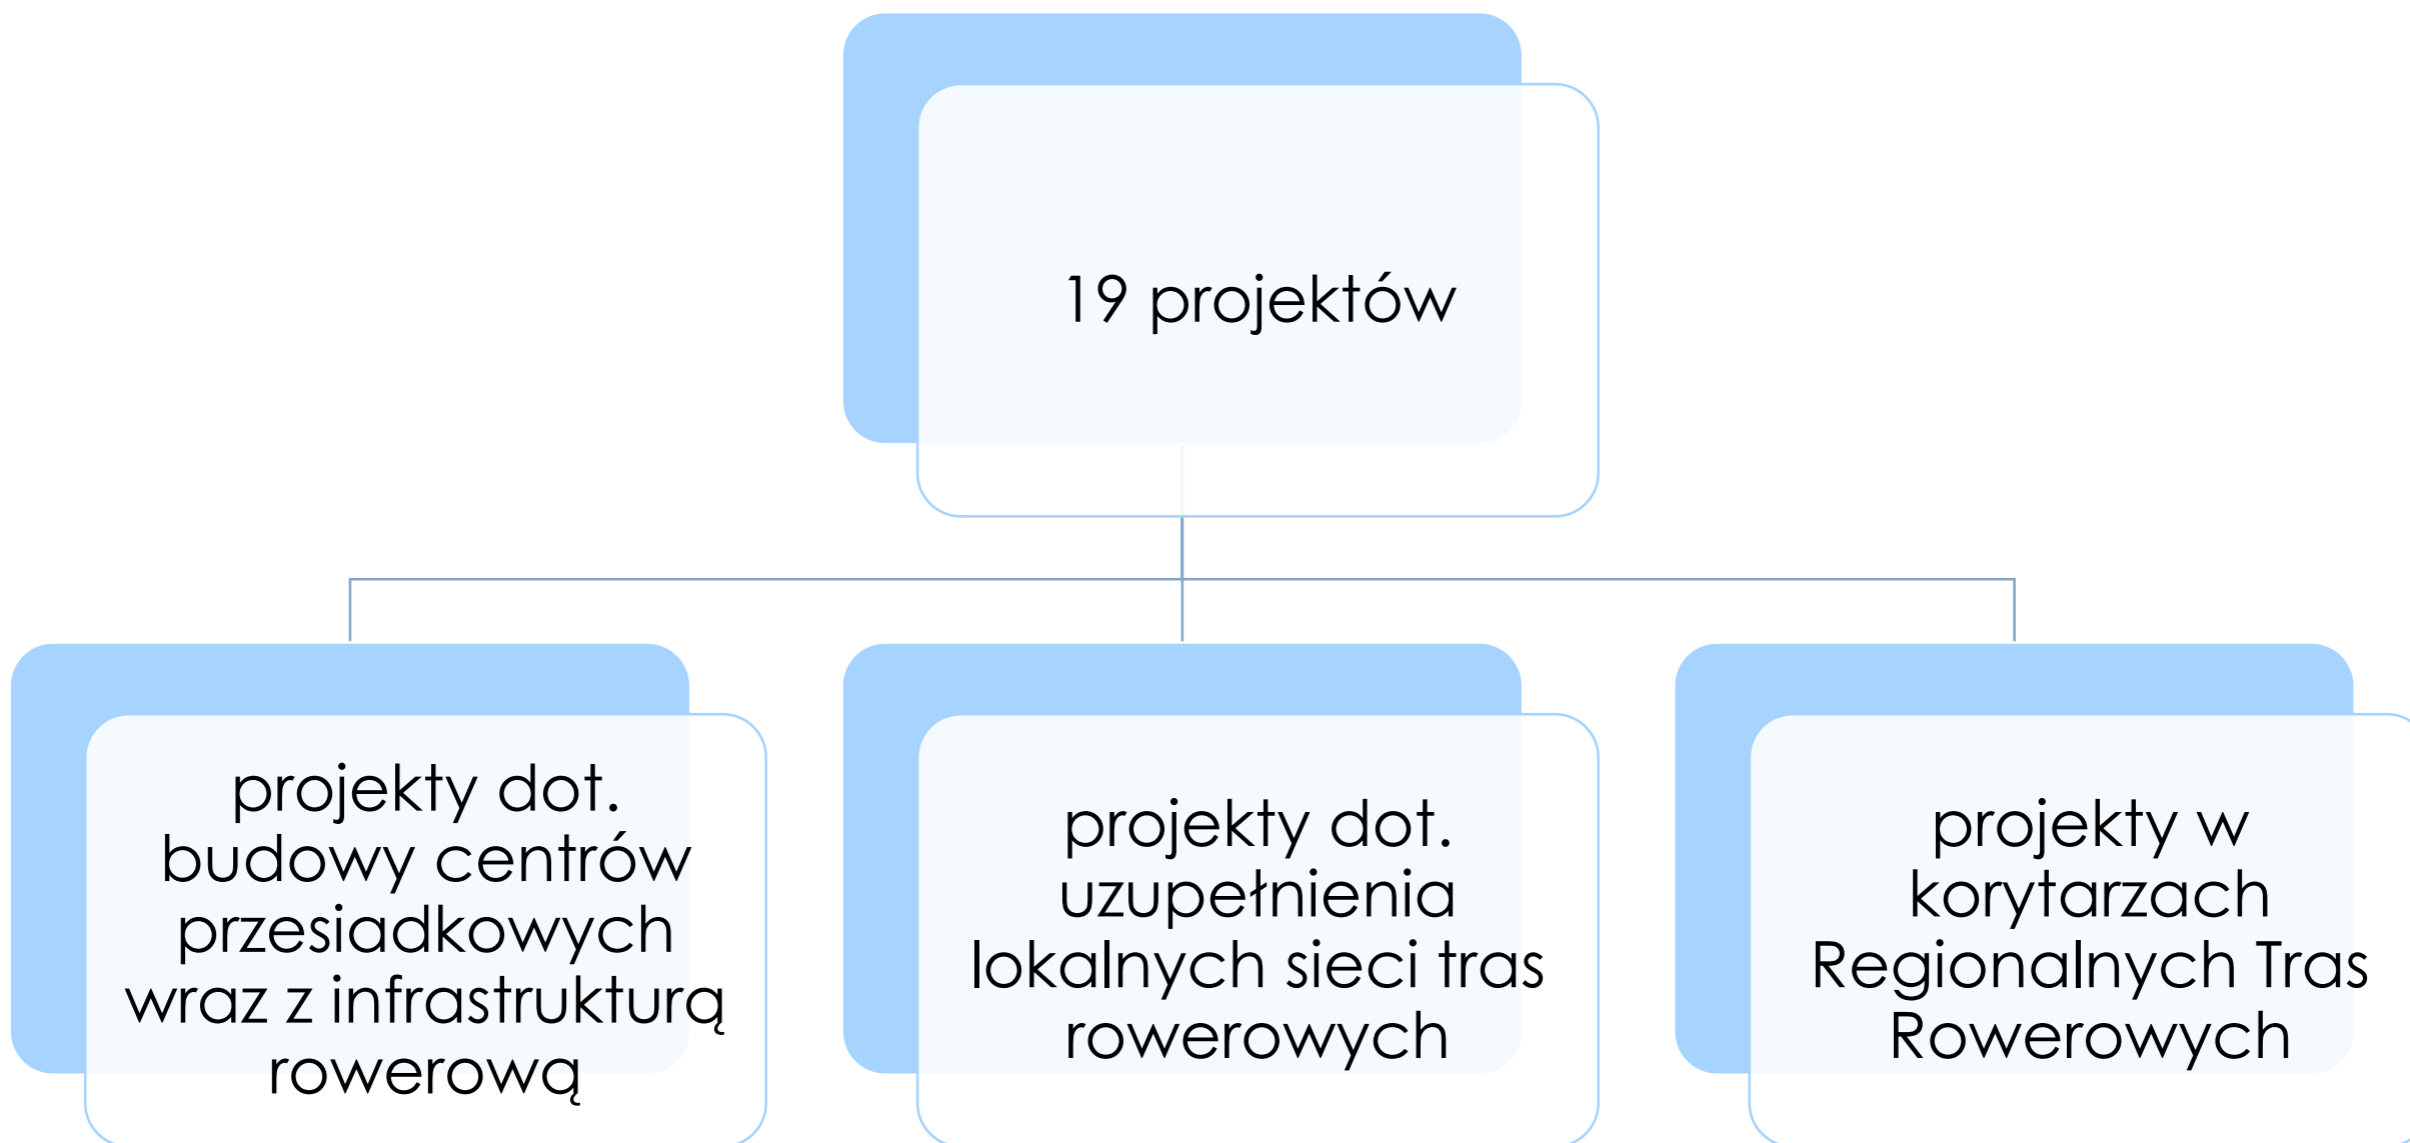 19 projektów
projekty dot.
budowy centrów
przesiadkowych
wraz z infrastrukturą
rowerową
projekty dot.
uzupełnienia
lokalnych sieci tras
rowerowych
projekty w
korytarzach
Regionalnych Tras
Rowerowych